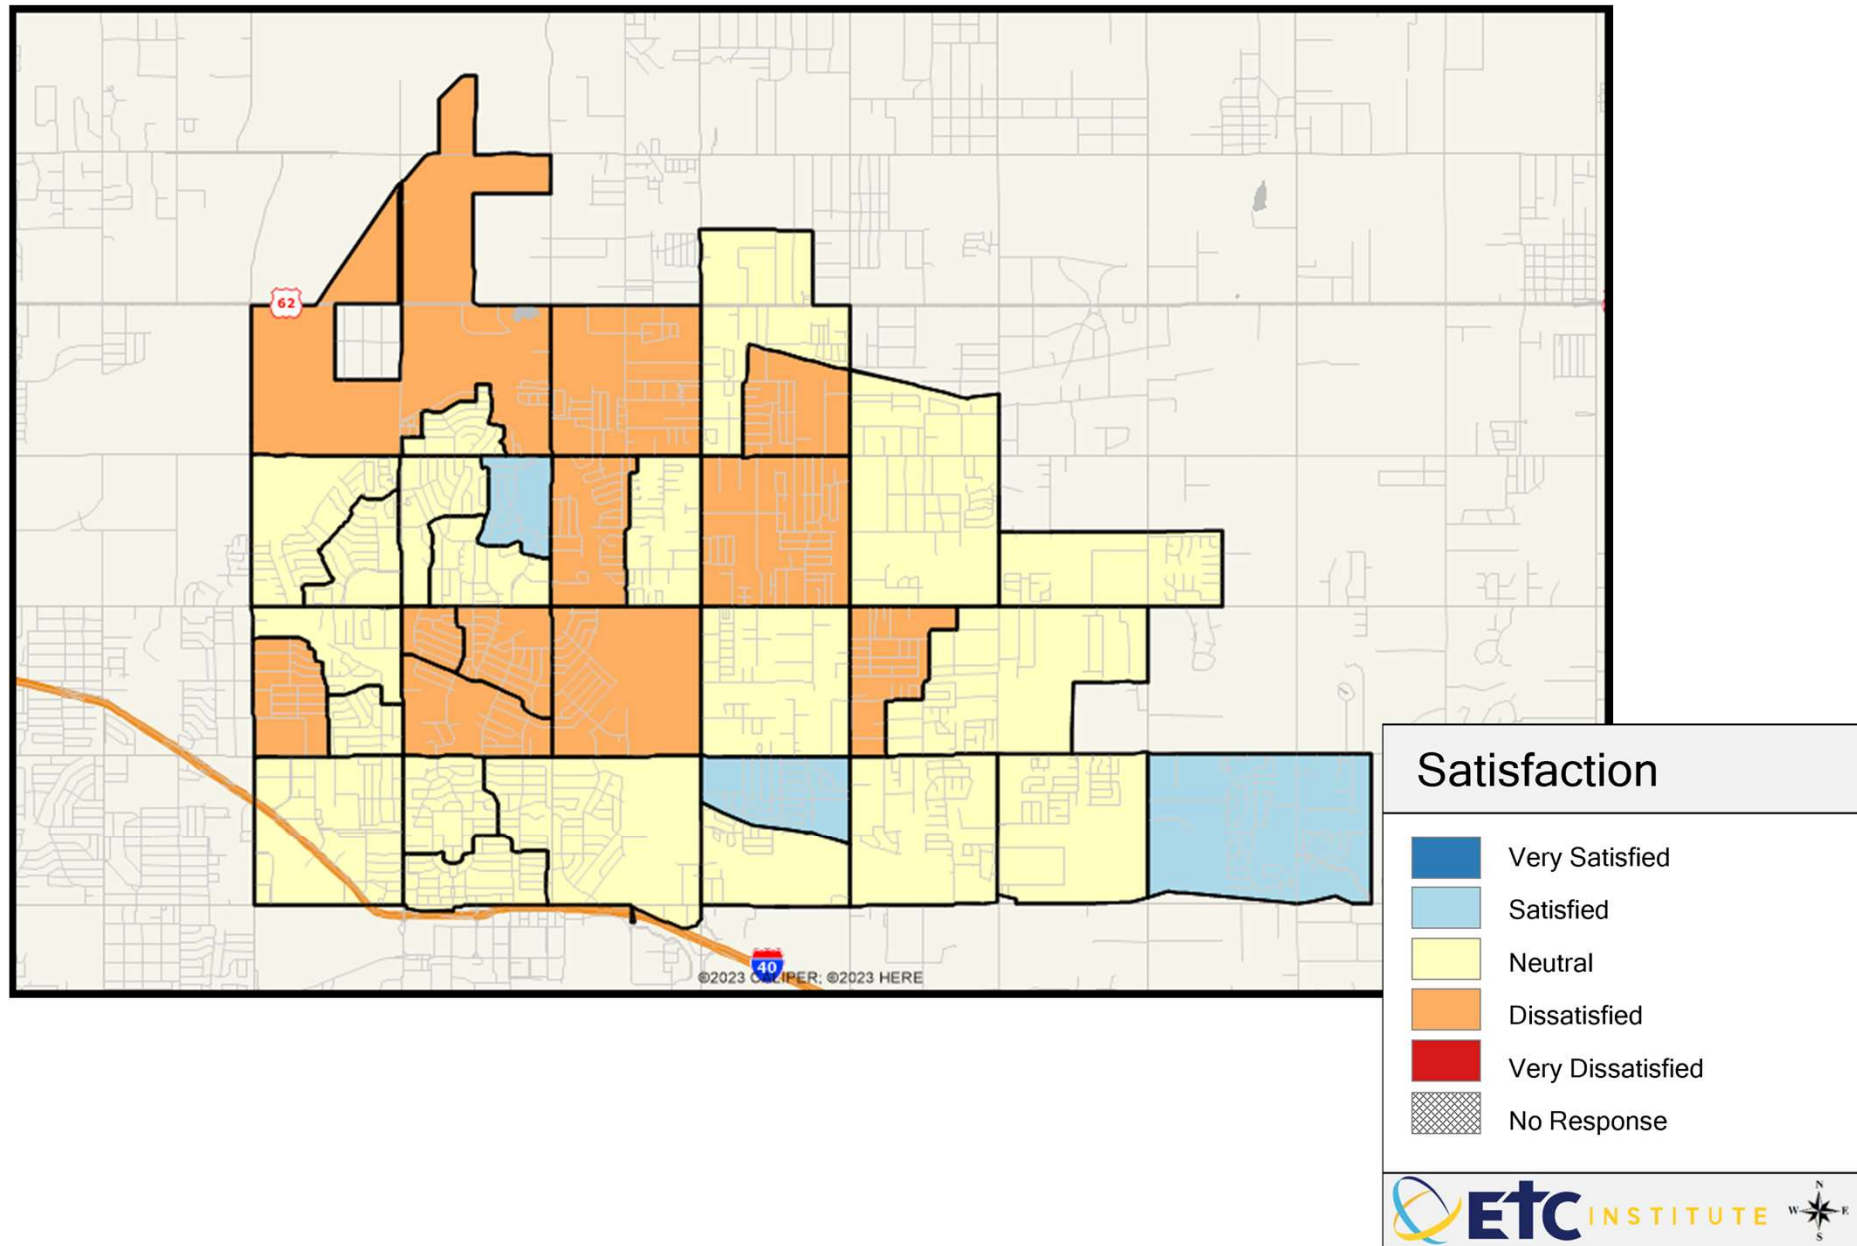 62
40
©2023 CALIPER; ©2023 HERE
Satisfaction
Very Satisfied
Satisfied
Neutral
Dissatisfied
Very Dissatisfied
No Response
ETC INSTITUTE
N
W E
S